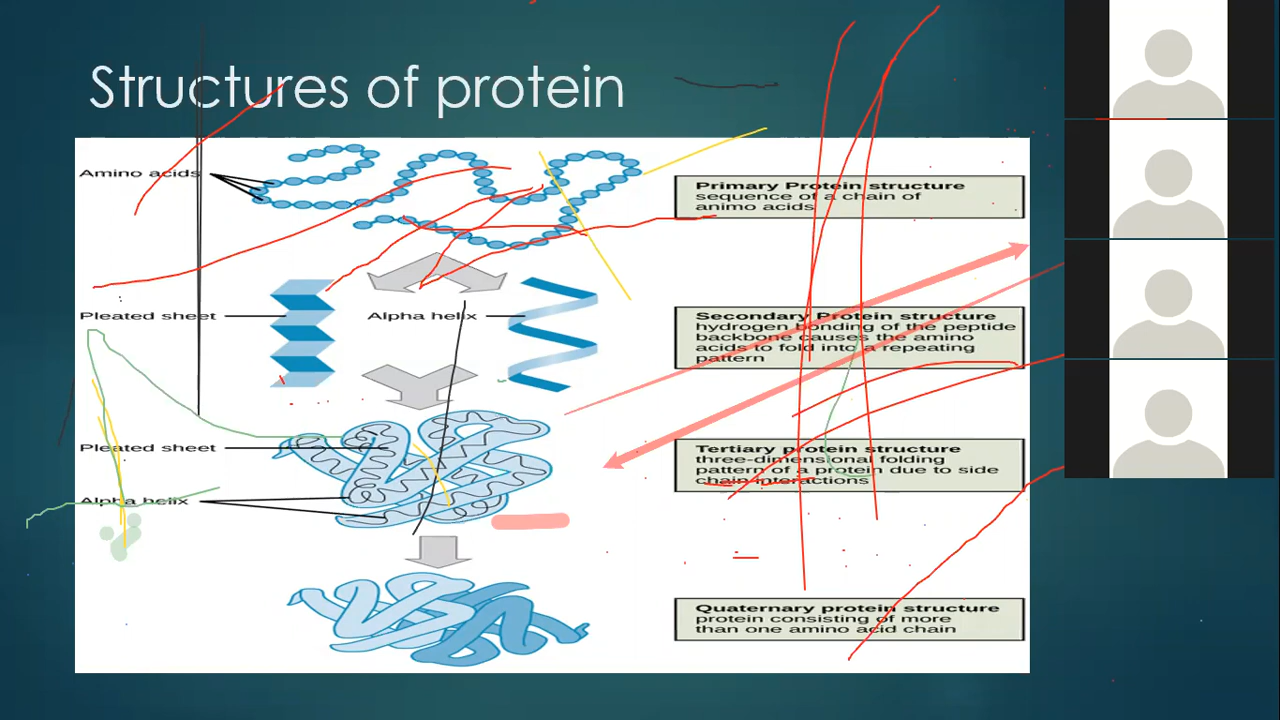 Structures of protein
Amino acids
Primary Protein structure
sequence of a chain of
animo acids
Pleated sheet
Alpha helix
Secondary Protein structure
hydrogen bonding of the peptide
backbone causes the amino
acids to fold into a repeating
pattern
Pleated sheet
Alpha helix
Tertiary protein structure
three-dimensional folding
pattern of a protein due to side
chain interactions
Quaternary protein structure
protein consisting of more
than one amino acid chain